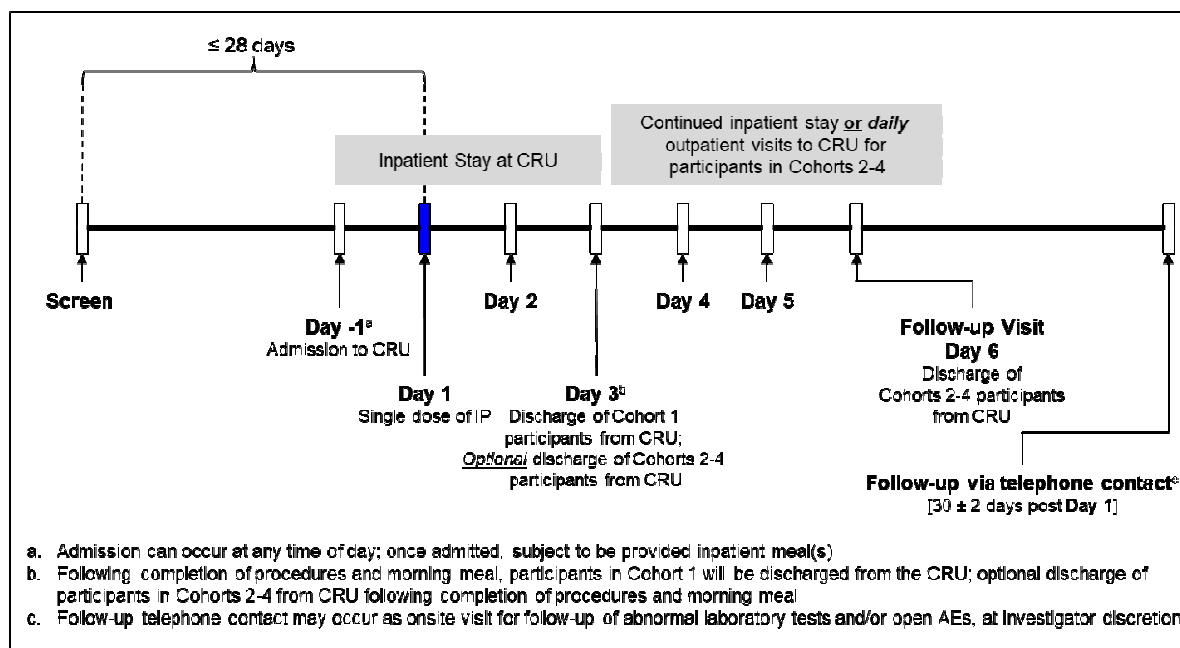 ≤ 28 days
Inpatient Stay at CRU
Continued inpatient stay or daily
outpatient visits to CRU for
participants in Cohorts 2-4
Screen
Day -1a
Admission to CRU
Day 1
Single dose of IP
Day 2
Day 3b
Discharge of Cohort 1
participants from CRU;
Optional discharge of Cohorts 2-4
participants from CRU
Day 4
Day 5
Follow-up Visit
Day 6
Discharge of
Cohorts 2-4 participants
from CRU
Follow-up via telephone contactc
[30 ± 2 days post Day 1]
a. Admission can occur at any time of day; once admitted, subject to be provided inpatient meal(s)
b. Following completion of procedures and morning meal, participants in Cohort 1 will be discharged from the CRU; optional discharge of
participants in Cohorts 2-4 from CRU following completion of procedures and morning meal
c. Follow-up telephone contact may occur as onsite visit for follow-up of abnormal laboratory tests and/or open AEs, at investigator discretion